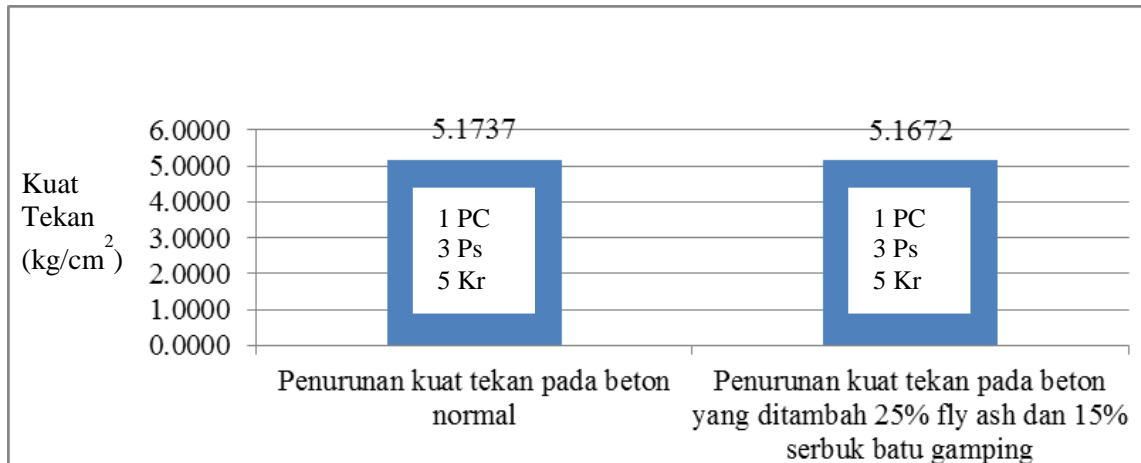 5.1737
5.1672
6.0000
5.0000
4.0000
3.0000
2.0000
1.0000
0.0000
Kuat
Tekan
(kg/cm²)
1 PC
3 Ps
5 Kr
1 PC
3 Ps
5 Kr
Penurunan kuat tekan pada beton
normal
Penurunan kuat tekan pada beton
yang ditambah 25% fly ash dan 15%
serbuk batu gamping